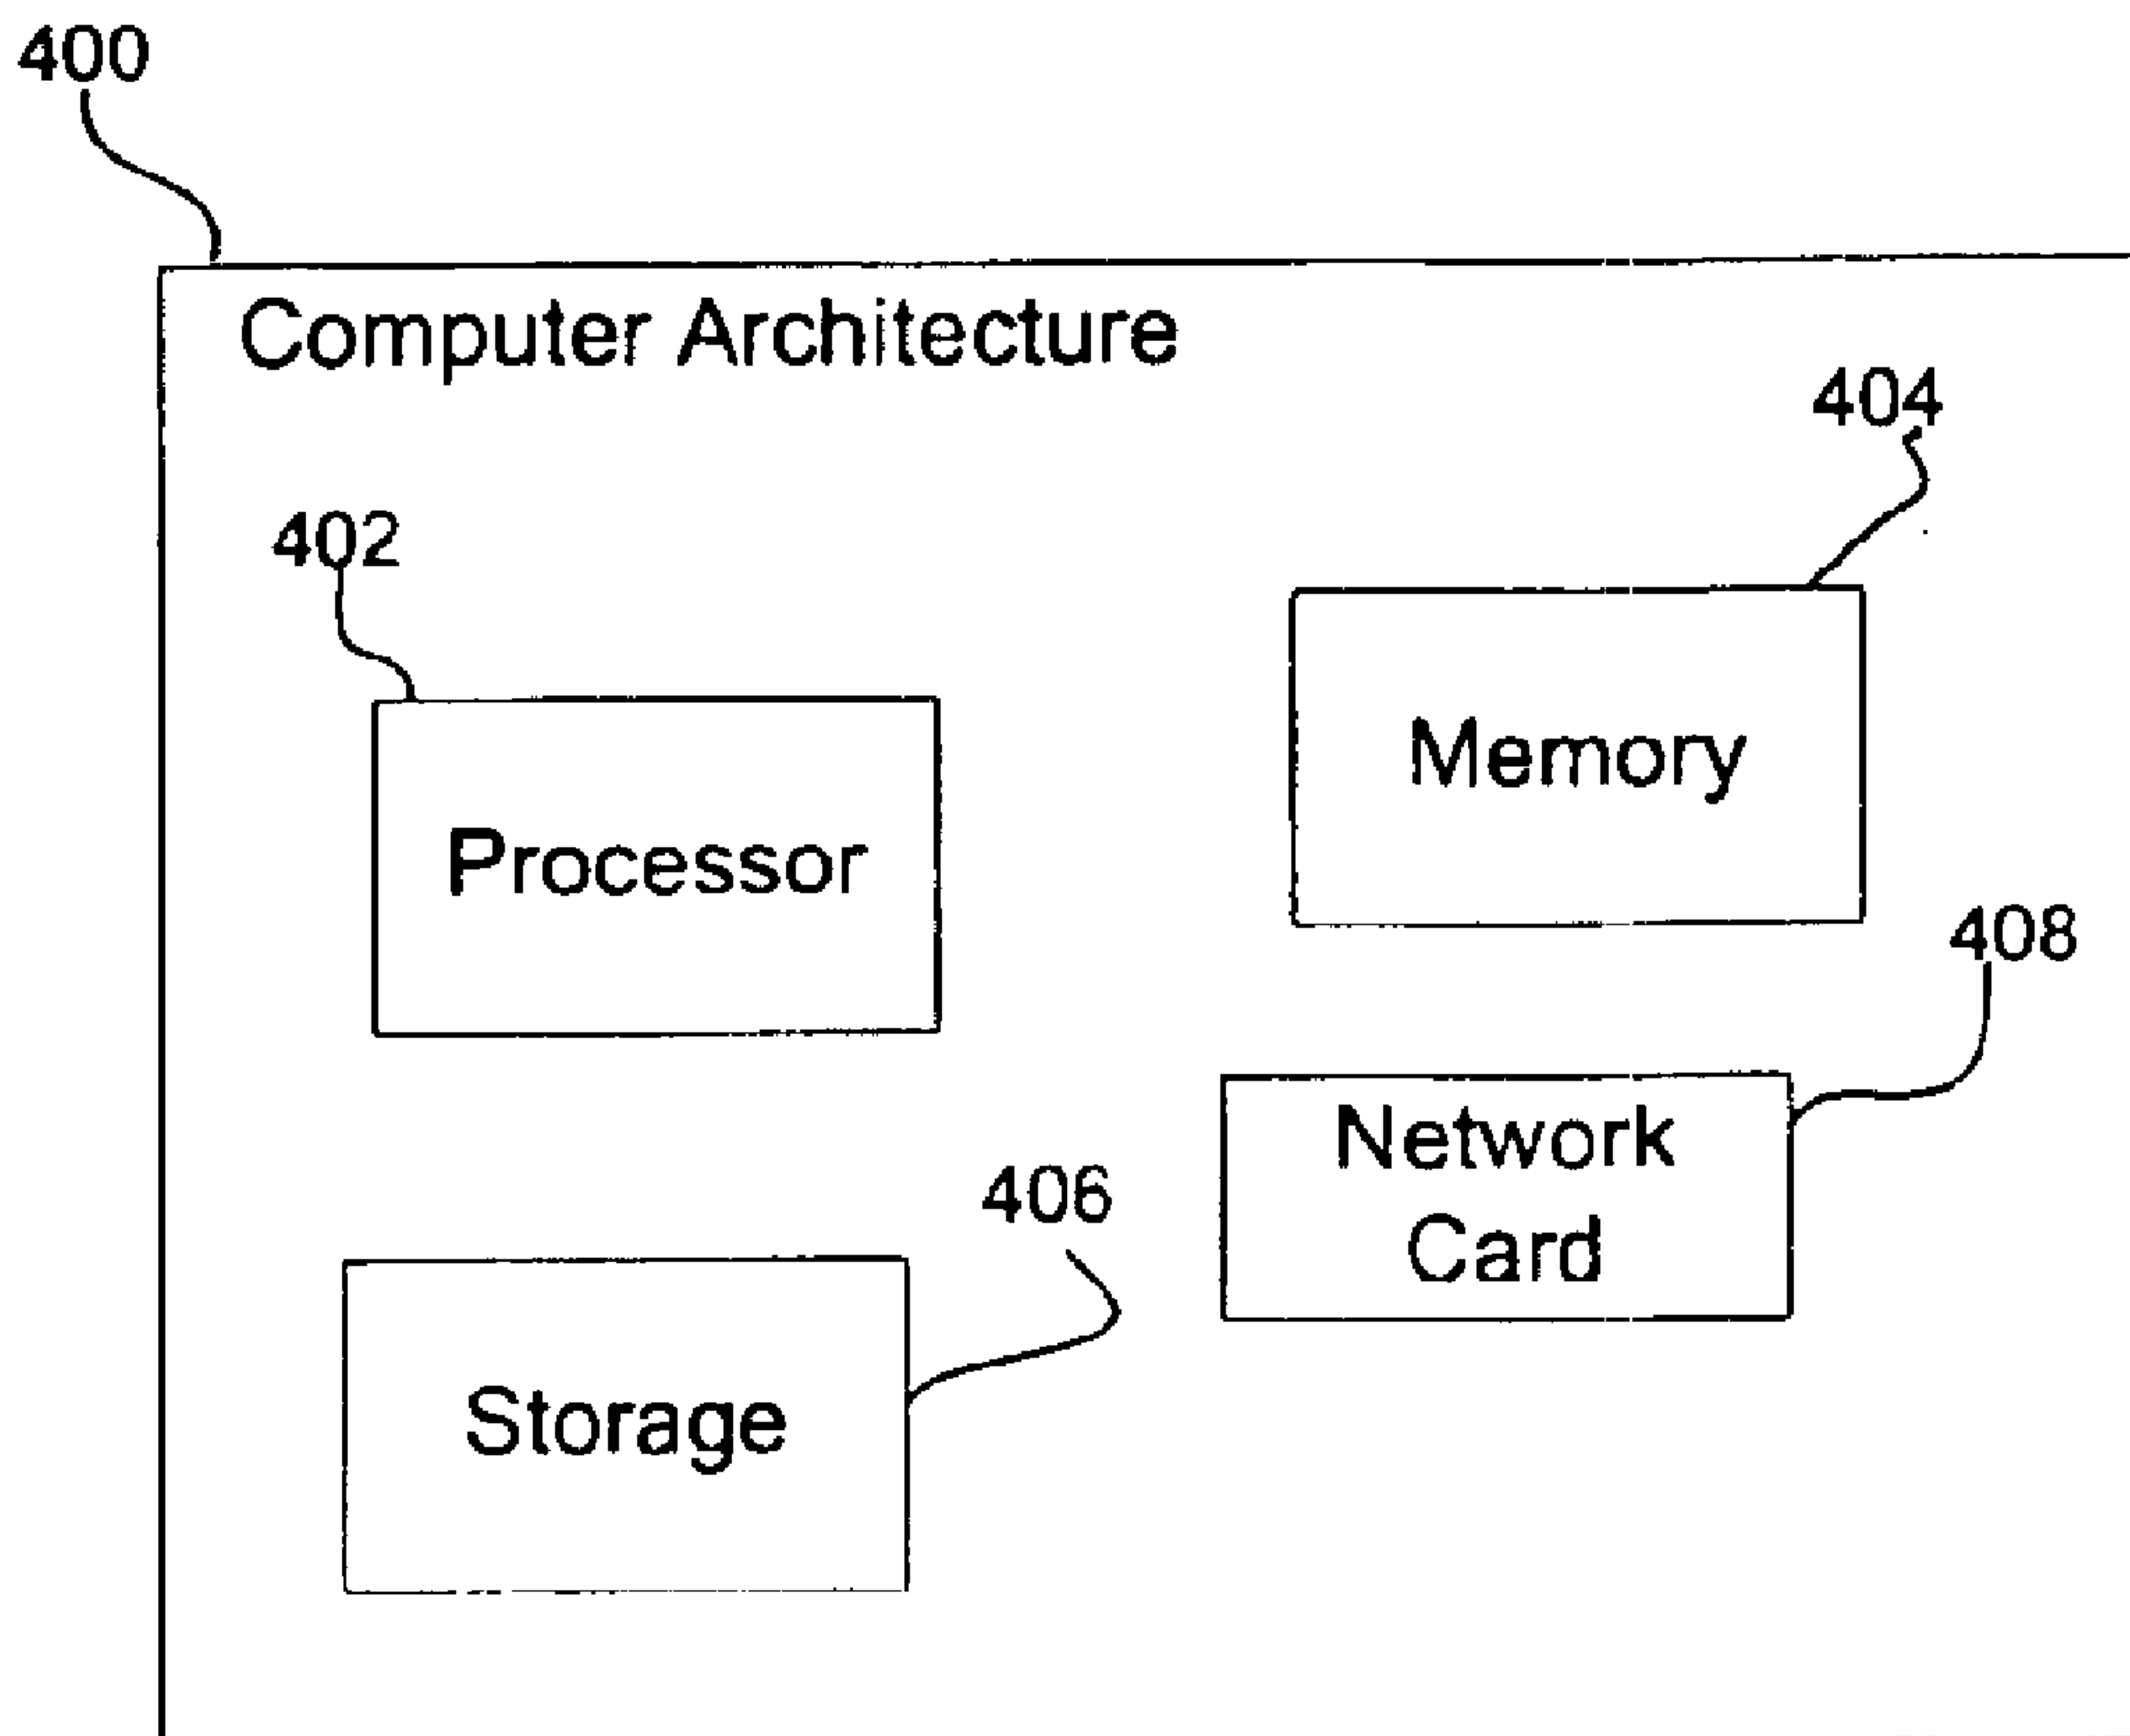 400
Computer Architecture
404
402
Memory
Processor
408
Network
Card
406
Storage